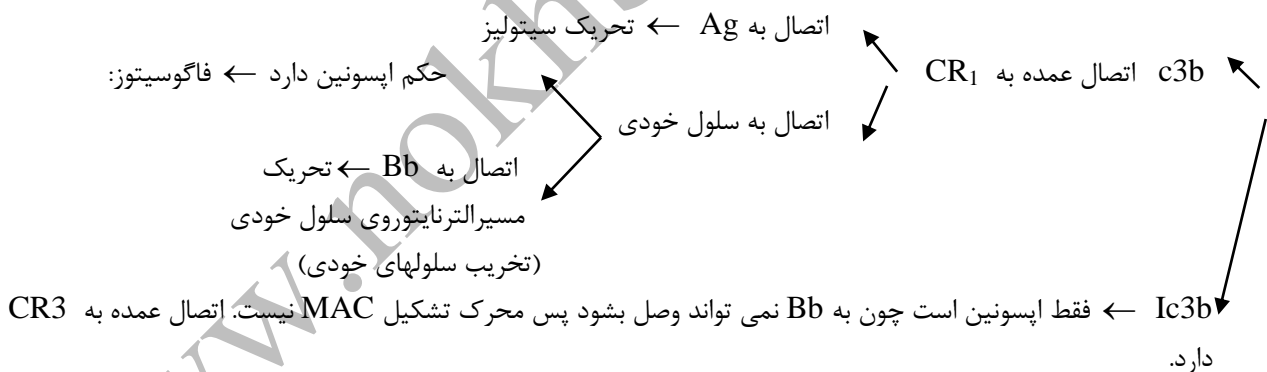 اتصال به Ag ← تحریک سیتولیز
c3b اتصال عمده به CR1
حکم اپسونین دارد ← فاگوسیتوز:
اتصال به سلول خودی
اتصال به Bb ← تحریک
مسیرالترنایتوروی سلول خودی
(تخریب سلولهای خودی)
Ic3b ← فقط اپسونین است چون به Bb نمی تواند وصل بشود پس محرک تشکیل MAC نیست. اتصال عمده به CR3
دارد.